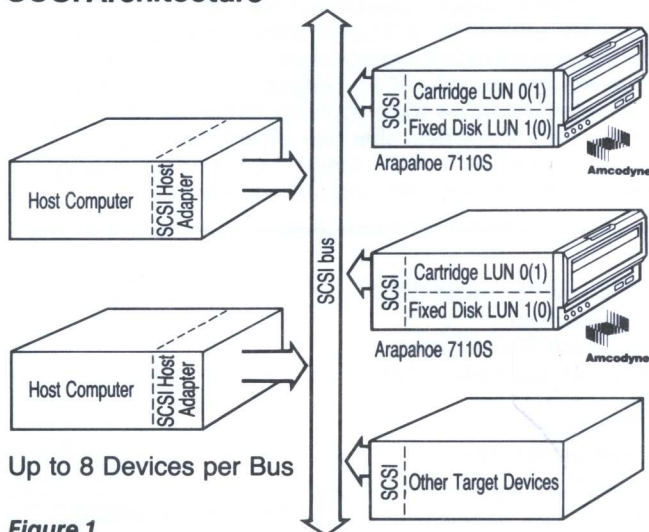 SCSI Architecture
SCSI bus
Host Computer
SCSI Host
Adapter
Host Computer
SCSI Host
Adapter
Up to 8 Devices per Bus
SCSI
Cartridge LUN 0(1)
Fixed Disk LUN 1(0)
Arapahoe 7110S
Amcodyne
SCSI
Cartridge LUN 0(1)
Fixed Disk LUN 1(0)
Arapahoe 7110S
Amcodyne
SCSI
Other Target Devices
Figure 1